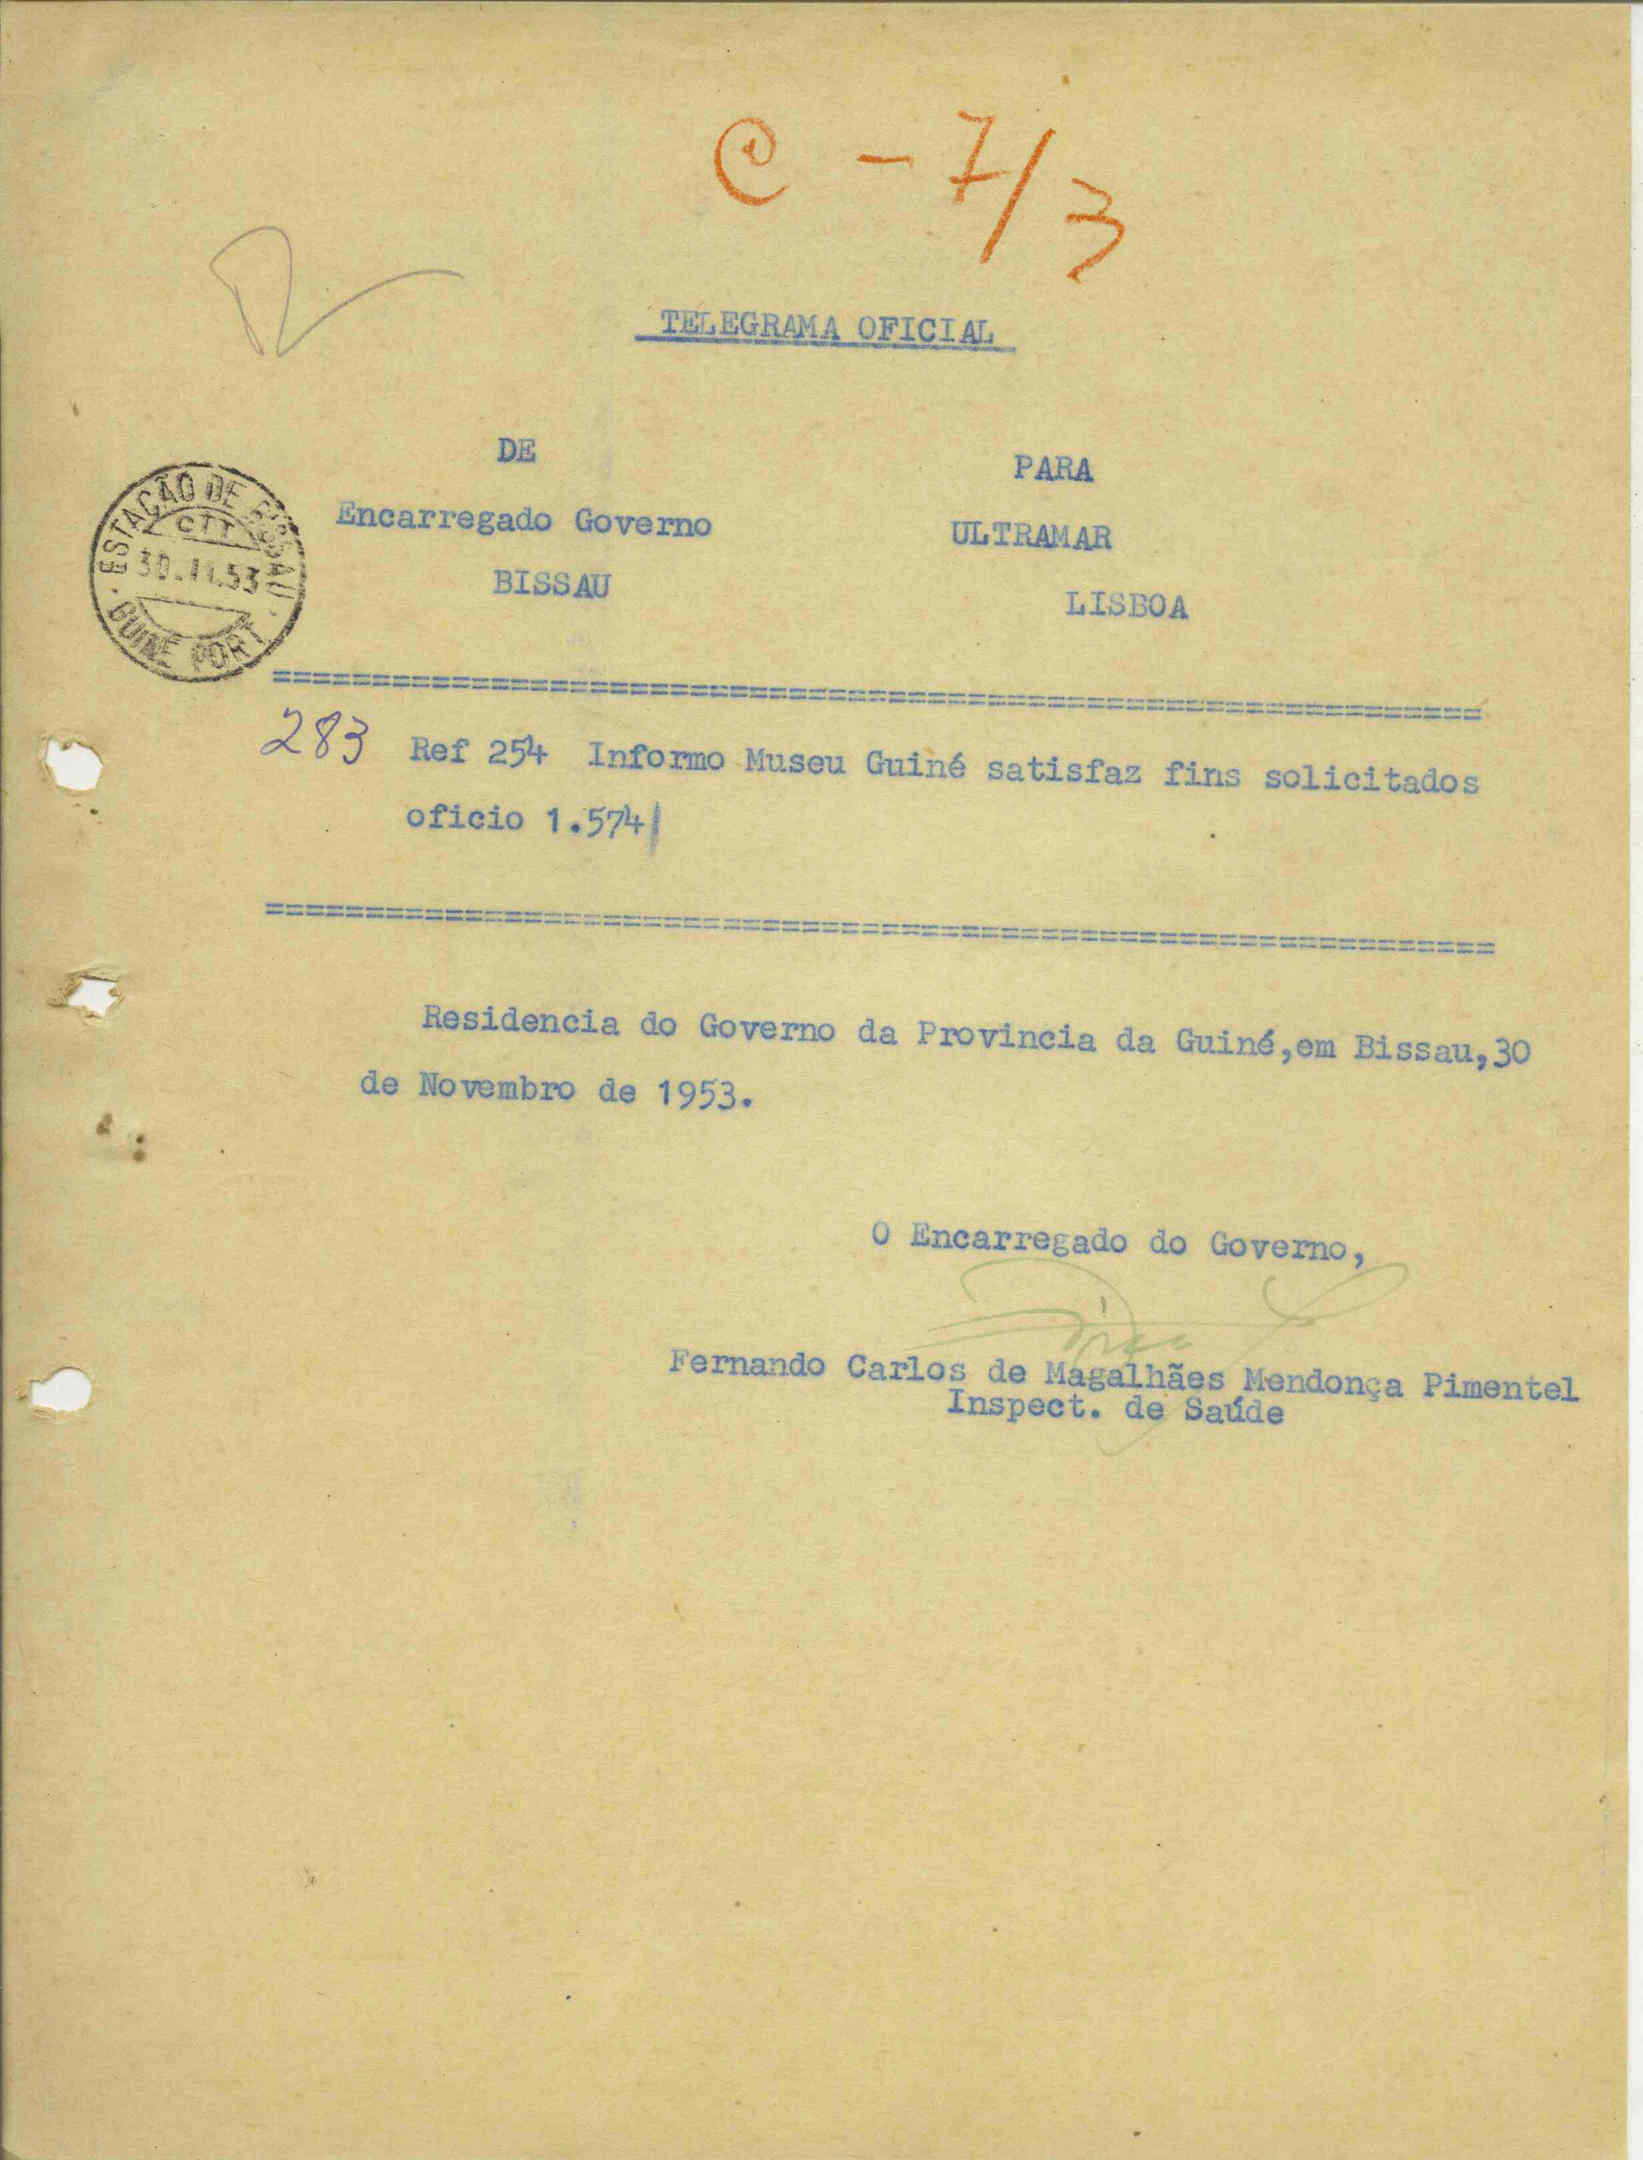 C - 7/3
TELEGRAMA OFICIAL
DE
PARA
Encarregado Governo
ULTRAMAR
BISSAU
LISBOA
ESTAÇÃO DE BISSAU
CTT
30.11.53
GUINÉ PORT.
================================================================
283 Ref 254 Informo Museu Guiné satisfaz fins solicitados
oficio 1.574/
================================================================
Residencia do Governo da Provincia da Guiné,em Bissau,30
de Novembro de 1953.
O Encarregado do Governo,
Fernando Carlos de Magalhães Mendonça Pimentel
Inspect. de Saúde